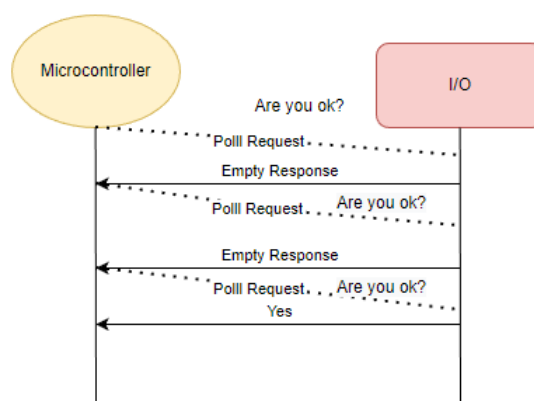 Microcontroller
I/O
Are you ok?
Polll Request
Empty Response
Are you ok?
Polll Request
Empty Response
Are you ok?
Polll Request
Yes